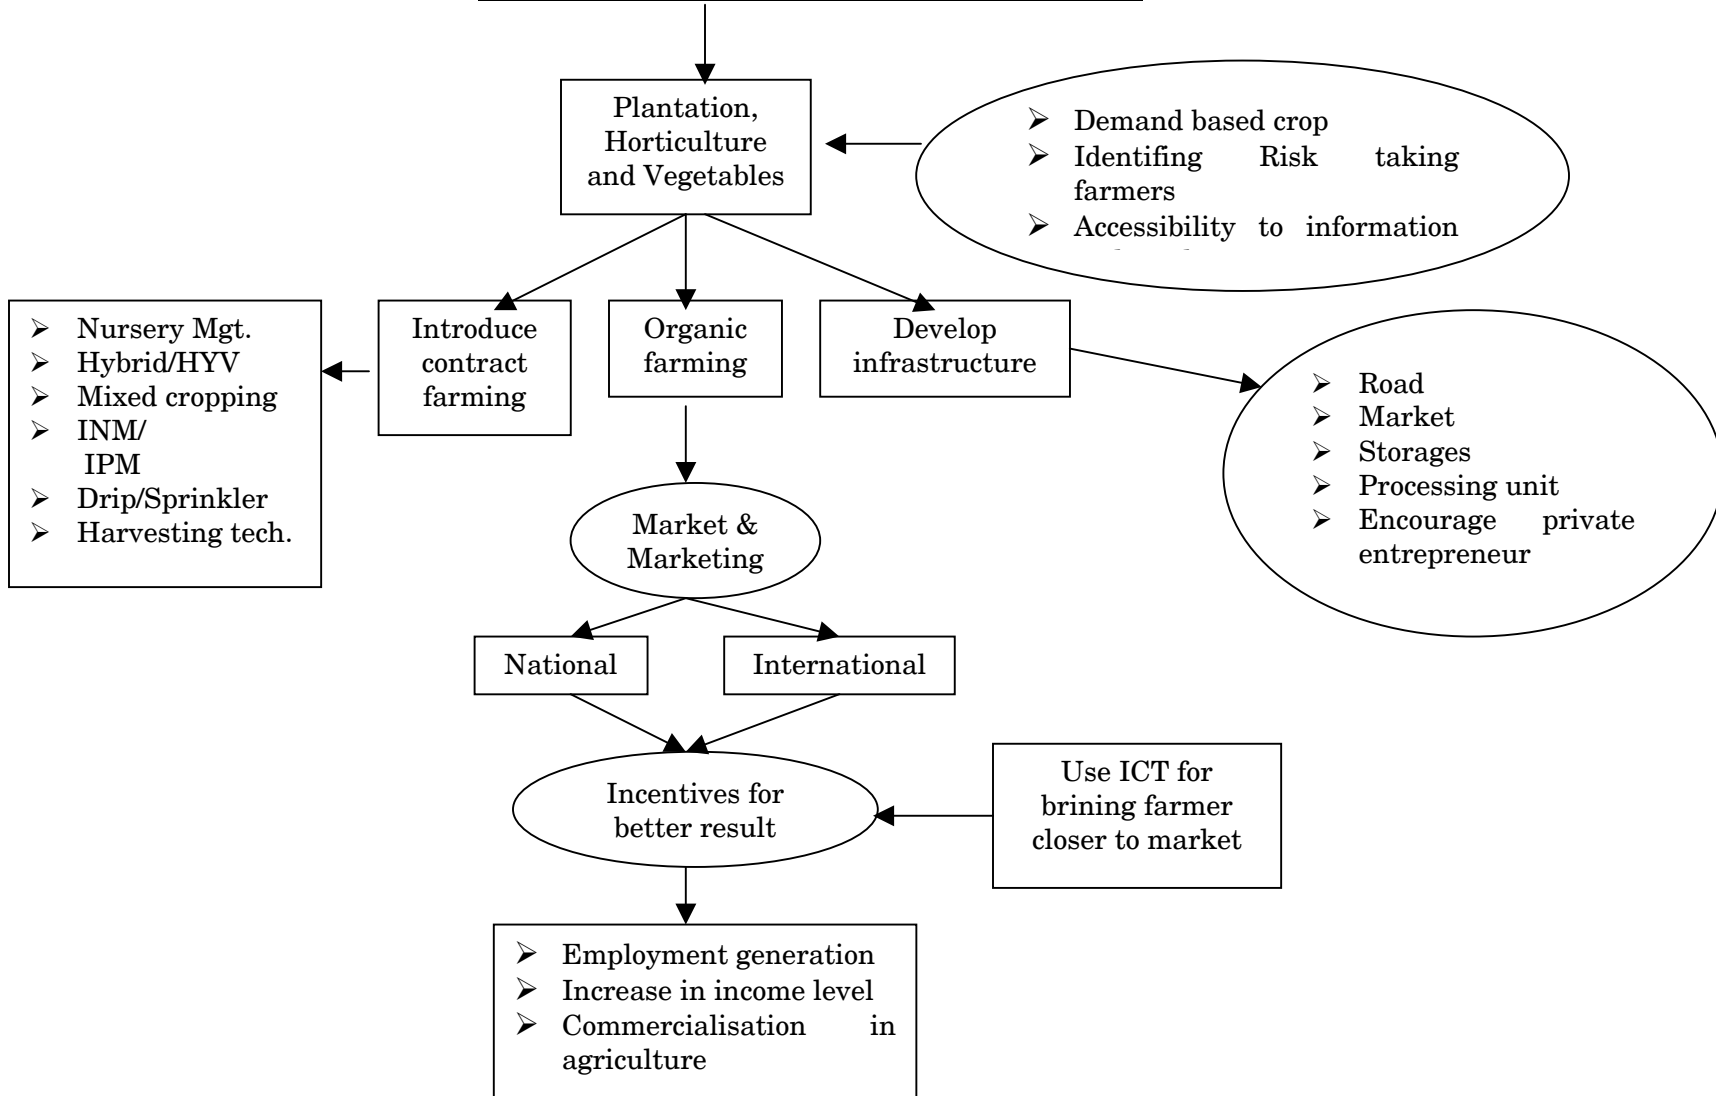 Plantation,
Horticulture
and Vegetables
➢ Demand based crop
➢ Identifing Risk taking
farmers
➢ Accessibility to information
➢ Nursery Mgt.
➢ Hybrid/HYV
➢ Mixed cropping
➢ INM/
IPM
➢ Drip/Sprinkler
➢ Harvesting tech.
Introduce
contract
farming
Organic
farming
Develop
infrastructure
➢ Road
➢ Market
➢ Storages
➢ Processing unit
➢ Encourage private
entrepreneur
Market &
Marketing
National
International
Incentives for
better result
Use ICT for
brining farmer
closer to market
➢ Employment generation
➢ Increase in income level
➢ Commercialisation in
agriculture